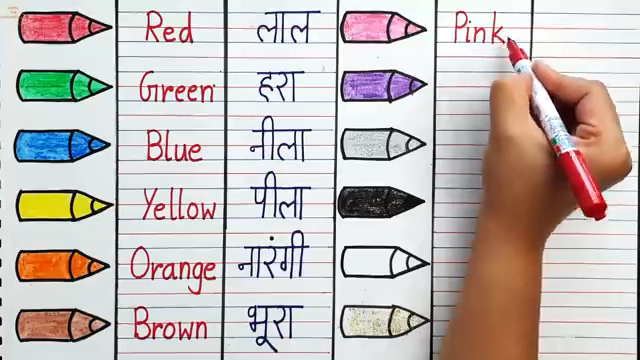 Red लाल Pink
Green हरा
Blue नीला
Yellow पीला
Orange नारंगी
Brown भूरा